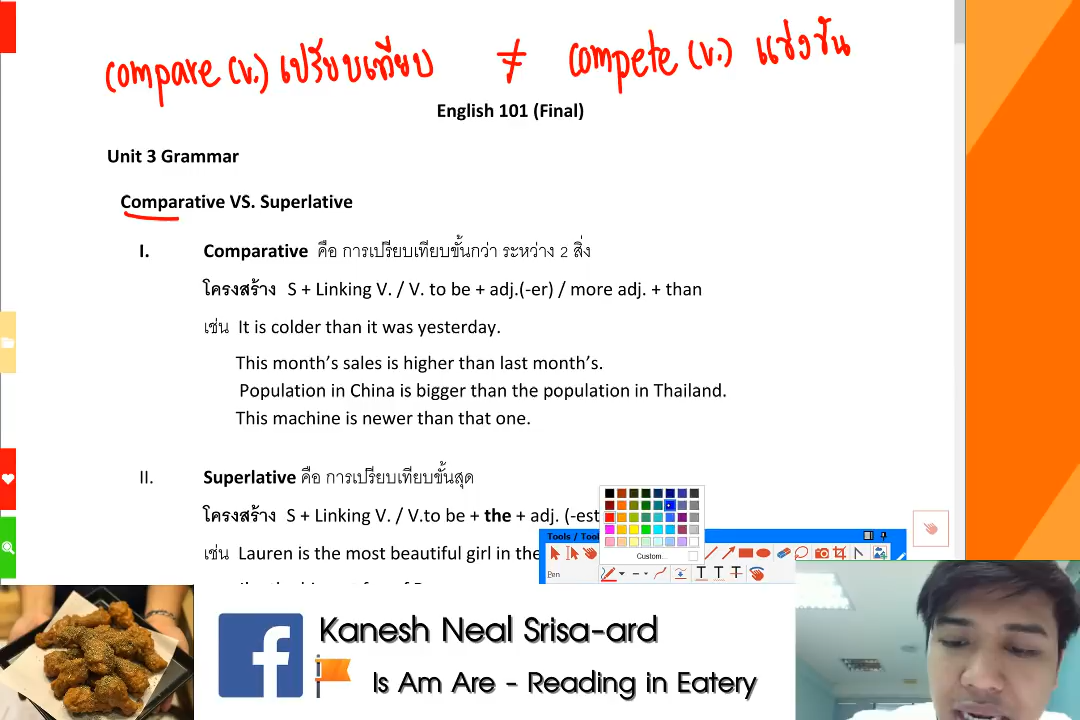 compare (v.) เปรียบเทียบ ≠ compete (v.) แข่งขัน
English 101 (Final)
Unit 3 Grammar
Comparative VS. Superlative
I. Comparative คือ การเปรียบเทียบขั้นกว่า ระหว่าง 2 สิ่ง
โครงสร้าง S + Linking V. / V. to be + adj.(-er) / more adj. + than
เช่น It is colder than it was yesterday.
This month’s sales is higher than last month’s.
Population in China is bigger than the population in Thailand.
This machine is newer than that one.
II. Superlative คือ การเปรียบเทียบขั้นสุด
โครงสร้าง S + Linking V. / V.to be + the + adj. (-est
เช่น Lauren is the most beautiful girl in the
Tools / Tool
Custom...
Pen
Kanesh Neal Srisa-ard
Is Am Are - Reading in Eatery